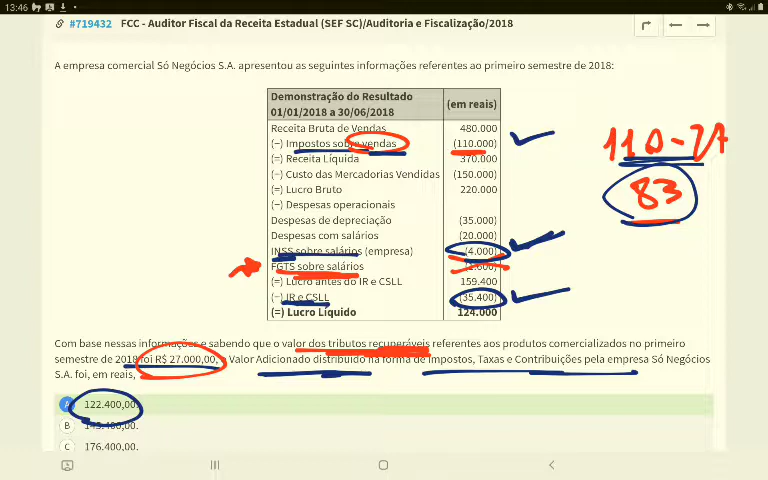 13:46
#719432 FCC - Auditor Fiscal da Receita Estadual (SEF SC)/Auditoria e Fiscalização/2018
A empresa comercial Só Negócios S.A. apresentou as seguintes informações referentes ao primeiro semestre de 2018:
Demonstração do Resultado
01/01/2018 a 30/06/2018 (em reais)
Receita Bruta de Vendas 480.000
(−) Impostos sobre vendas (110.000)
(=) Receita Líquida 370.000
(−) Custo das Mercadorias Vendidas (150.000)
(=) Lucro Bruto 220.000
(−) Despesas operacionais
Despesas de depreciação (35.000)
Despesas com salários (20.000)
INSS sobre salários (empresa) (4.000)
FGTS sobre salários (1.600)
(=) Lucro antes do IR e CSLL 159.400
(−) IR e CSLL (35.400)
(=) Lucro Líquido 124.000
110-27
83
Com base nessas informações e sabendo que o valor dos tributos recuperáveis referentes aos produtos comercializados no primeiro
semestre de 2018 foi R$ 27.000,00, o Valor Adicionado distribuído na forma de Impostos, Taxas e Contribuições pela empresa Só Negócios
S.A. foi, em reais,
A 122.400,00.
B 145.400,00.
C 176.400,00.